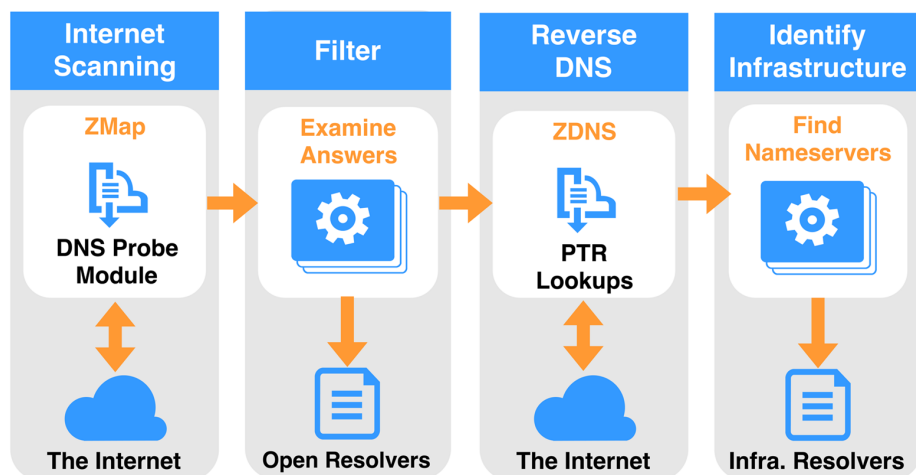 Internet
Scanning
ZMap
DNS Probe
Module
The Internet
Filter
Examine
Answers
Open Resolvers
Reverse
DNS
ZDNS
PTR
Lookups
The Internet
Identify
Infrastructure
Find
Nameservers
Infra. Resolvers